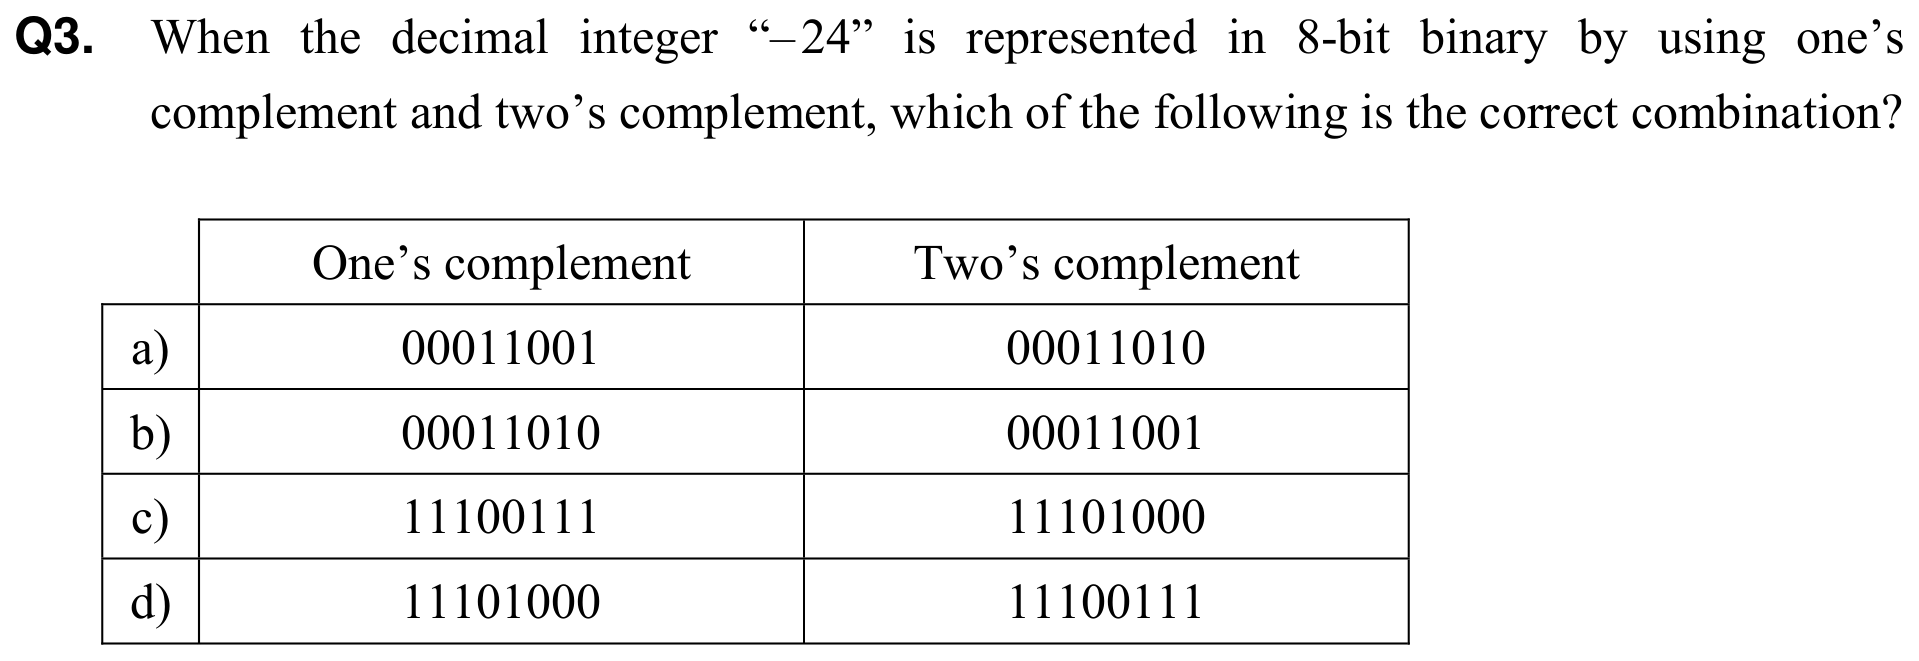 Q3. When the decimal integer “–24” is represented in 8-bit binary by using one’s
complement and two’s complement, which of the following is the correct combination?
One’s complement Two’s complement
a) 00011001 00011010
b) 00011010 00011001
c) 11100111 11101000
d) 11101000 11100111